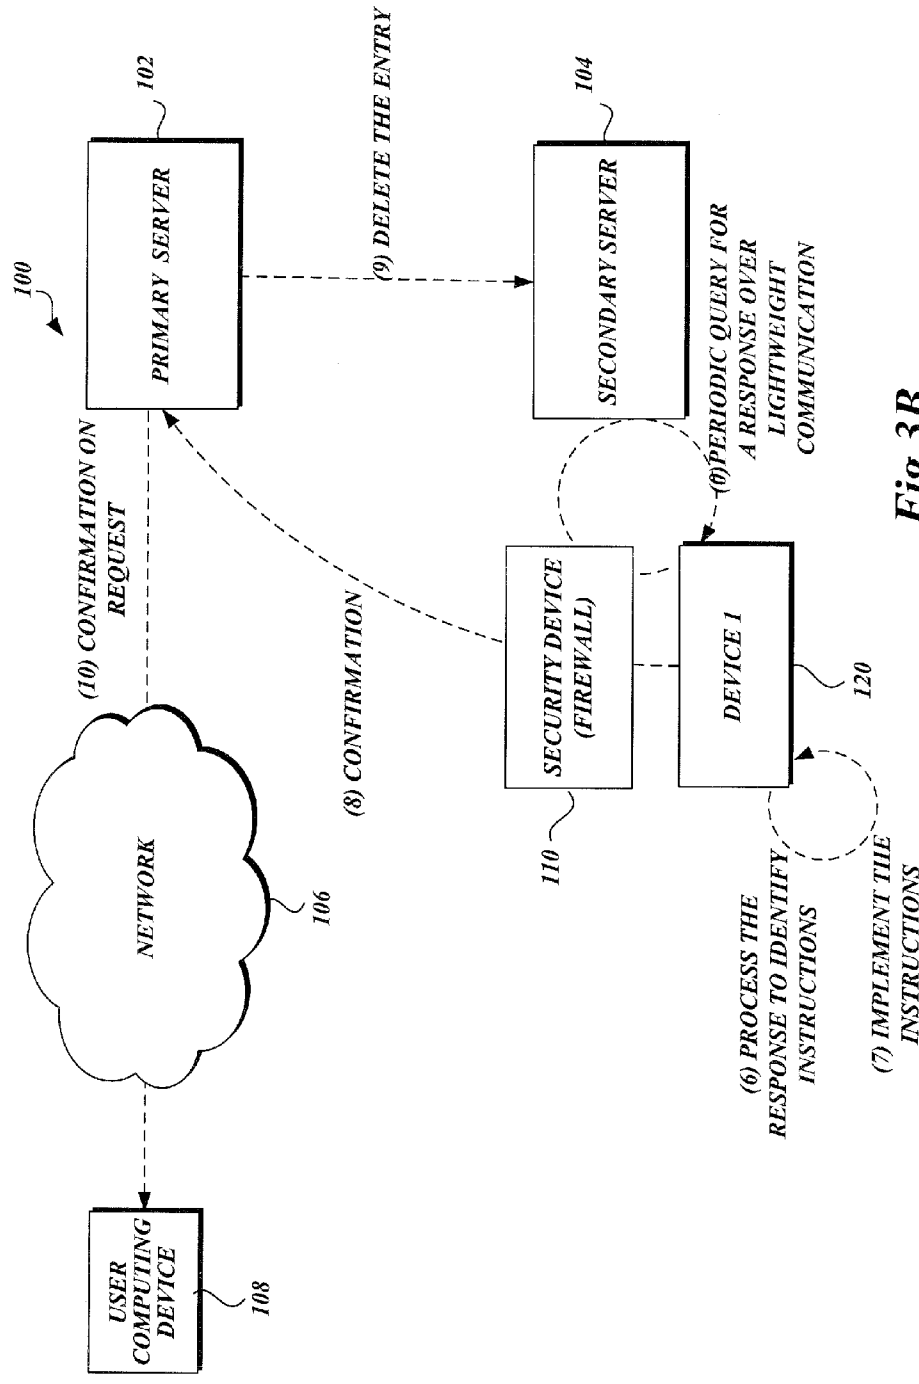 100
102
PRIMARY SERVER
(9) DELETE THE ENTRY
104
SECONDARY SERVER
(10) CONFIRMATION ON
REQUEST
(8) CONFIRMATION
(0)PERIODIC QUERY FOR
A RESPONSE OVER
LIGHTWEIGHT
COMMUNICATION
NETWORK
106
SECURITY DEVICE
(FIREWALL)
110
DEVICE 1
120
(6) PROCESS THE
RESPONSE TO IDENTIFY
INSTRUCTIONS
(7) IMPLEMENT THE
INSTRUCTIONS
USER
COMPUTING
DEVICE
108
Fig.3B